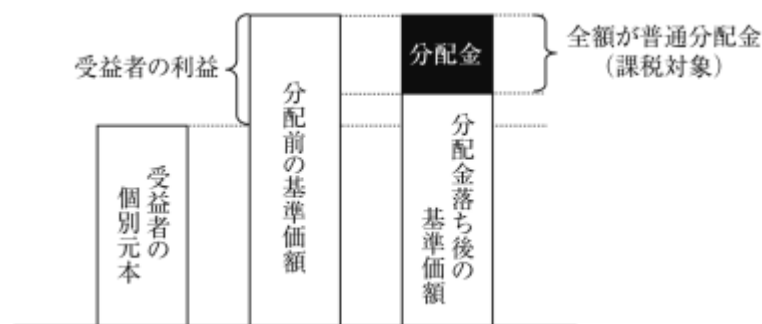 受益者の利益
受益者の
個別元本
分配前の基準価額
分配金
分配金落ち後の
基準価額
全額が普通分配金
（課税対象）